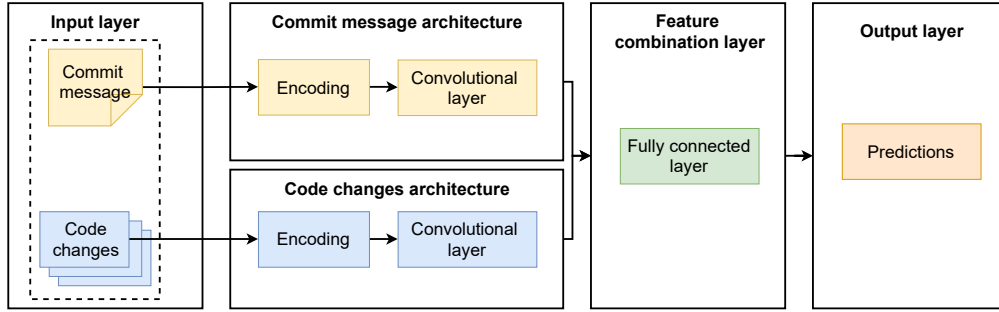 Input layer
Commit
message
Code
changes
Commit message architecture
Encoding
Convolutional
layer
Code changes architecture
Encoding
Convolutional
layer
Feature
combination layer
Fully connected
layer
Output layer
Predictions